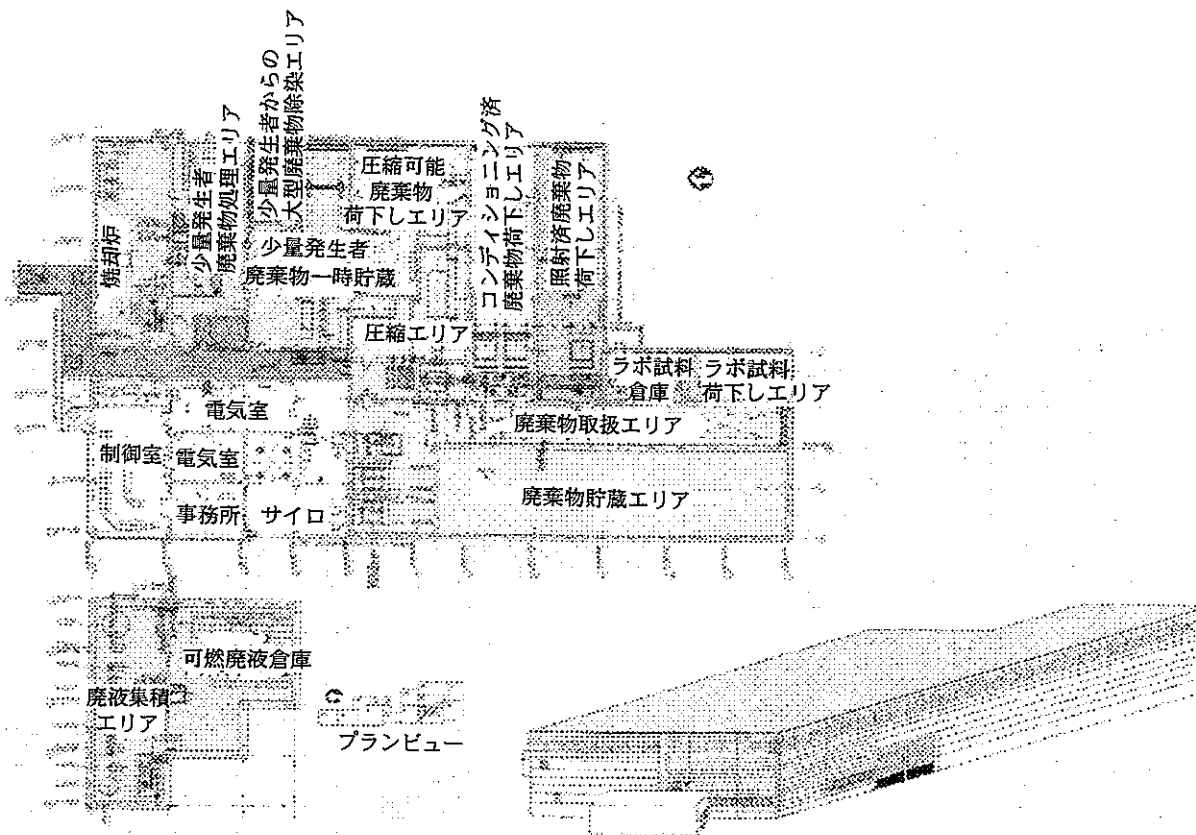 焼却炉
少量発生者
廃棄物処理エリア
少量発生者からの
大型廃棄物除染エリア
圧縮可能
廃棄物
荷下しエリア
コンディショニング済
廃棄物荷下しエリア
照射済廃棄物
荷下しエリア
少量発生者
廃棄物一時貯蔵
圧縮エリア
ラボ試料
倉庫
ラボ試料
荷下しエリア
電気室
廃棄物取扱エリア
制御室
電気室
廃棄物貯蔵エリア
事務所
サイロ
可燃廃液倉庫
廃液集積
エリア
プランビュー